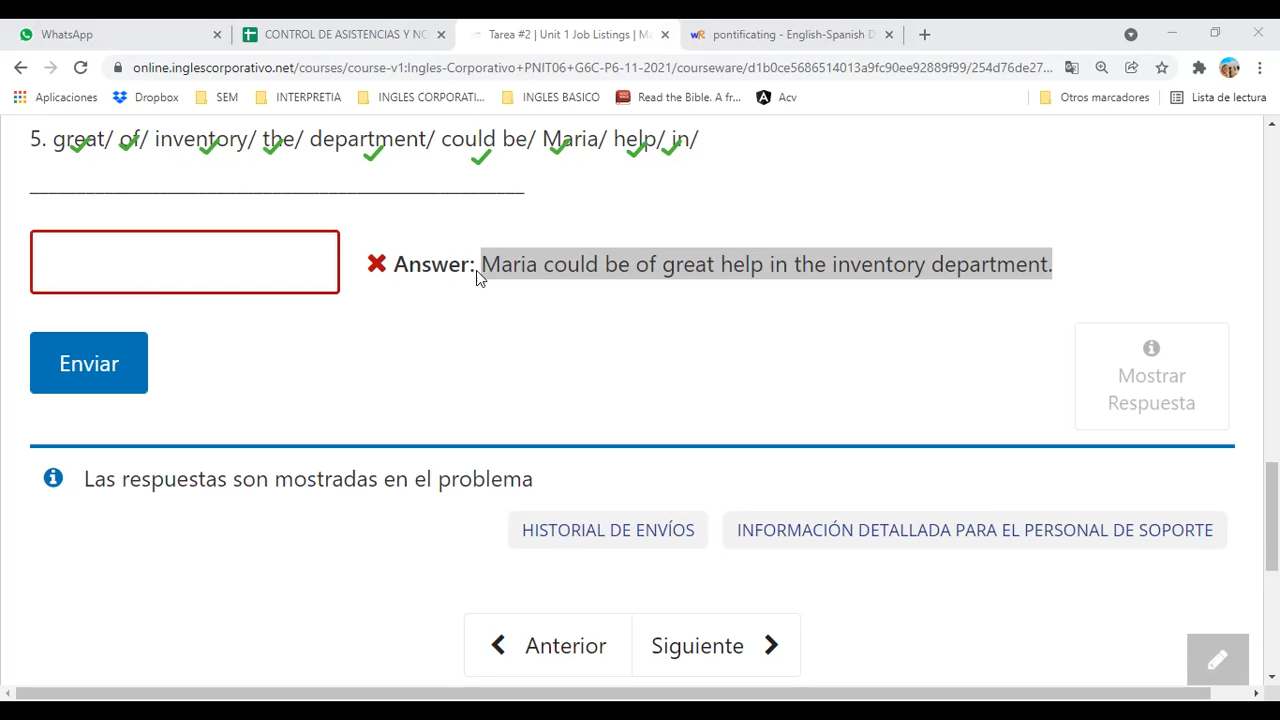 WhatsApp
CONTROL DE ASISTENCIAS Y NO
Tarea #2 | Unit 1 Job Listings | Mo
pontificating - English-Spanish D
online.inglescorporativo.net/courses/course-v1:Ingles-Corporativo+PNIT06+G6C-P6-11-2021/courseware/d1b0ce5686514013a9fc90ee92889f99/254d76de27...
Aplicaciones
Dropbox
SEM
INTERPRETIA
INGLES CORPORATI...
INGLES BASICO
Read the Bible. A fr...
Acv
Otros marcadores
Lista de lectura
5. great/ of/ inventory/ the/ department/ could be/ Maria/ help/ in/
Answer: Maria could be of great help in the inventory department.
Enviar
Mostrar
Respuesta
Las respuestas son mostradas en el problema
HISTORIAL DE ENVÍOS
INFORMACIÓN DETALLADA PARA EL PERSONAL DE SOPORTE
Anterior
Siguiente